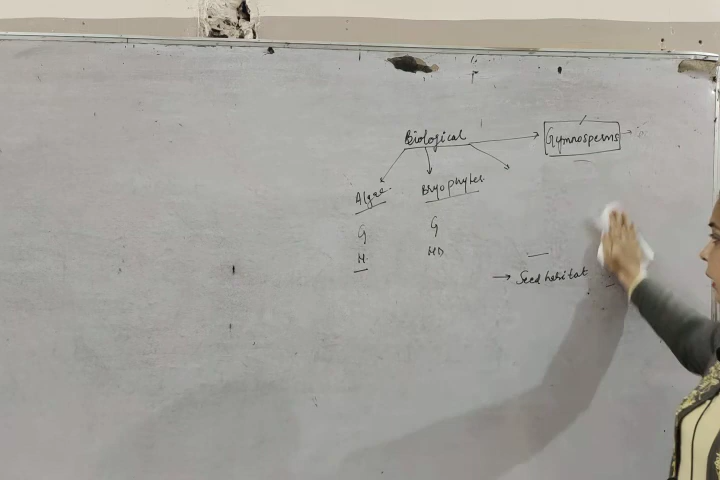 Biological
Gymnosperms
Algae.
Bryophytes
G
G
H.
HD
→ Seed habitat